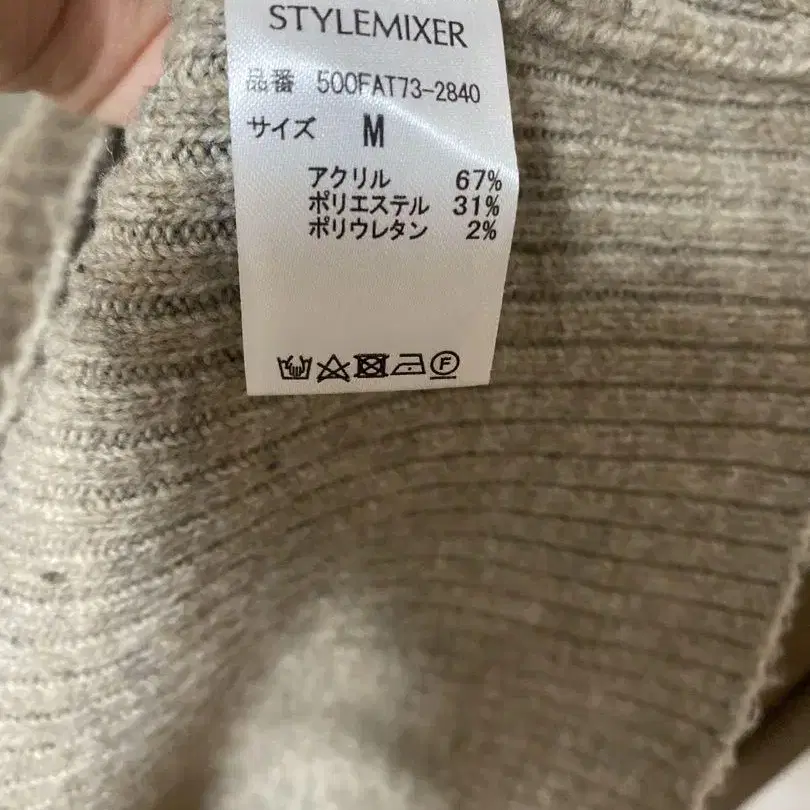 STYLEMIXER
品番 500FAT73-2840
サイズ M
アクリル 67%
ポリエステル 31%
ポリウレタン 2%
F